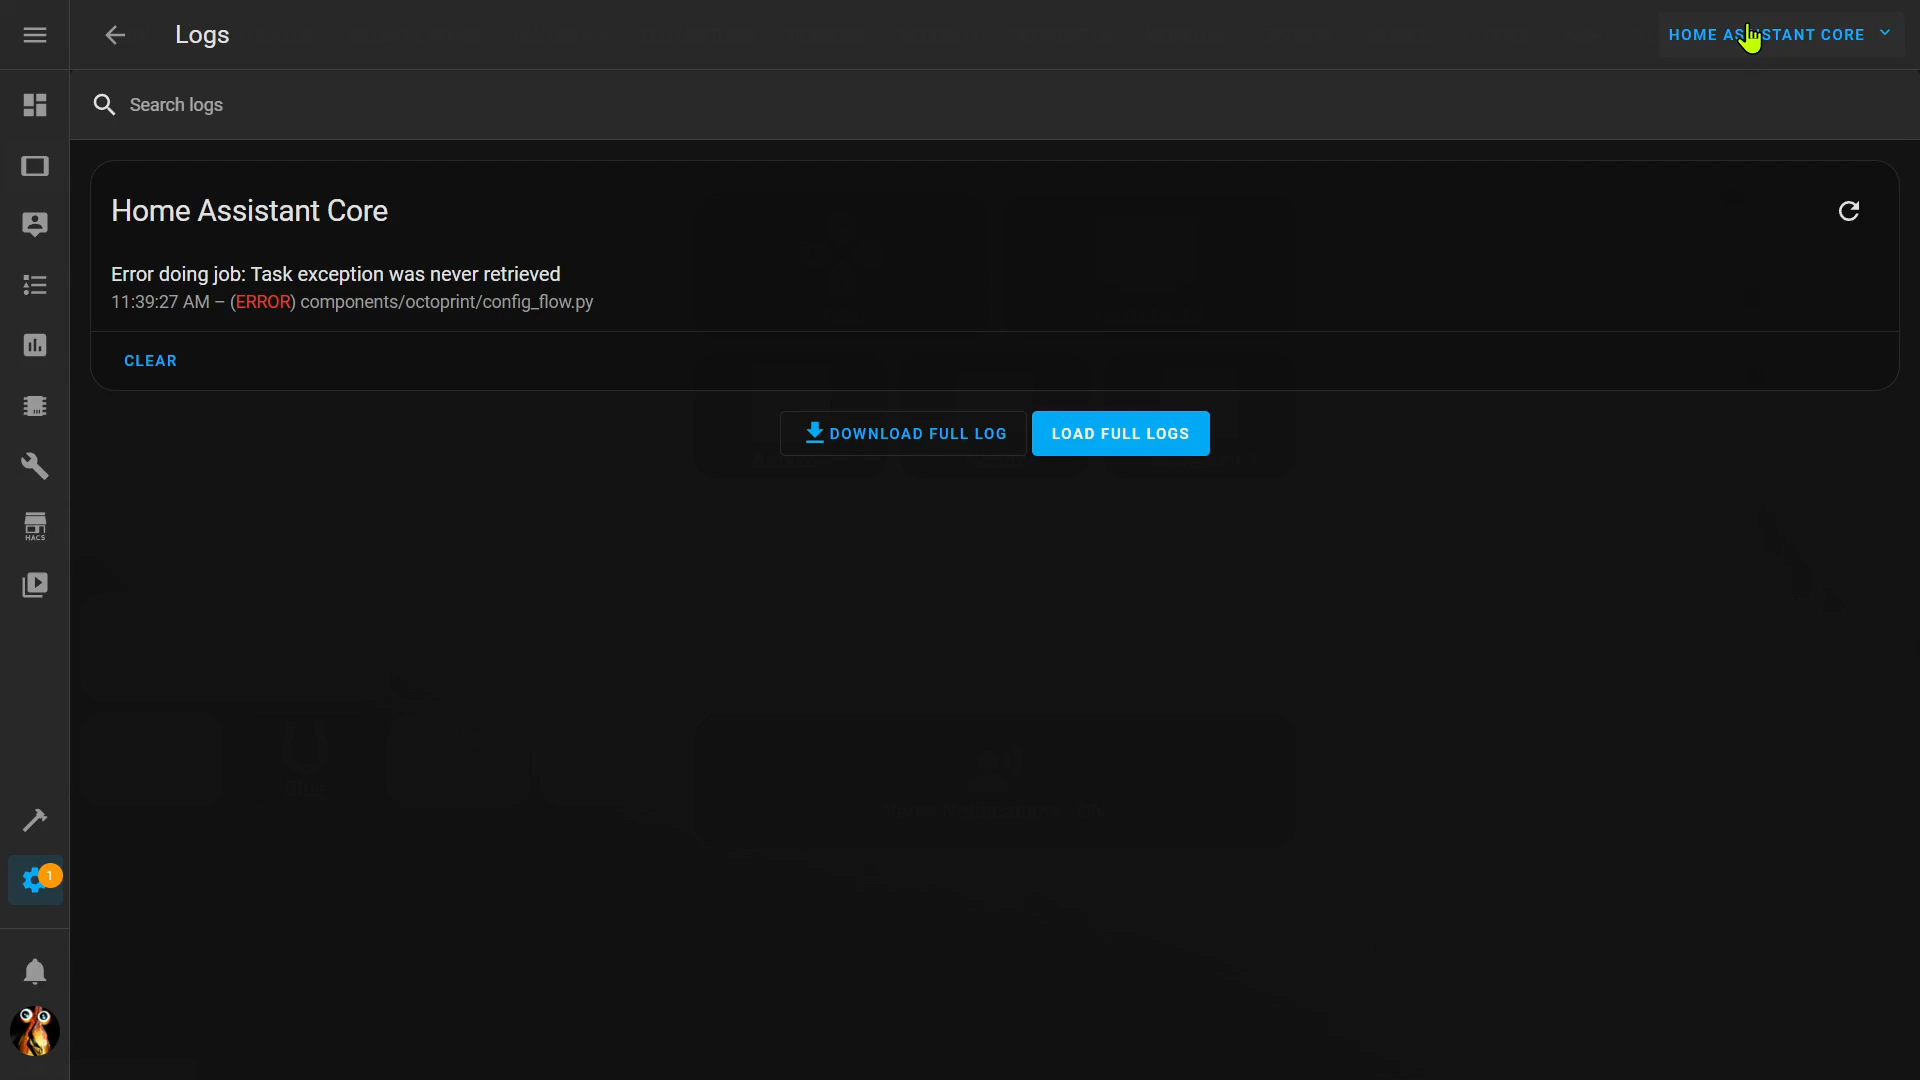 Logs
HOME ASSISTANT CORE
Search logs
Home Assistant Core
Error doing job: Task exception was never retrieved
11:39:27 AM – (ERROR) components/octoprint/config_flow.py
CLEAR
DOWNLOAD FULL LOG
LOAD FULL LOGS
HACS
1